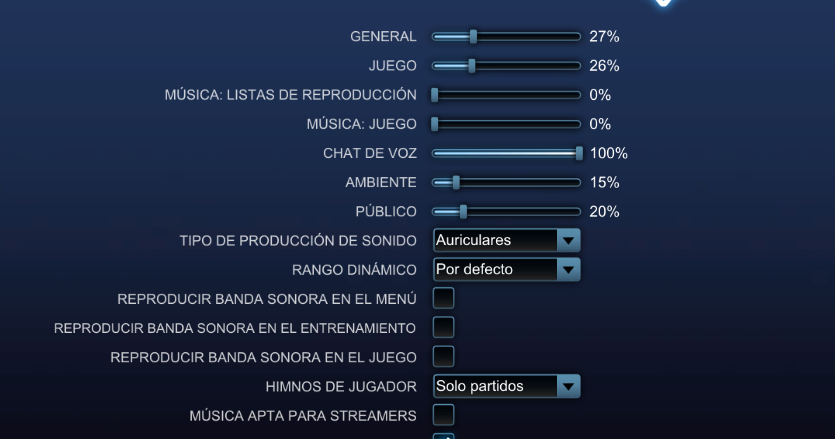 GENERAL 27%
JUEGO 26%
MÚSICA: LISTAS DE REPRODUCCIÓN 0%
MÚSICA: JUEGO 0%
CHAT DE VOZ 100%
AMBIENTE 15%
PÚBLICO 20%
TIPO DE PRODUCCIÓN DE SONIDO Auriculares
RANGO DINÁMICO Por defecto
REPRODUCIR BANDA SONORA EN EL MENÚ
REPRODUCIR BANDA SONORA EN EL ENTRENAMIENTO
REPRODUCIR BANDA SONORA EN EL JUEGO
HIMNOS DE JUGADOR Solo partidos
MÚSICA APTA PARA STREAMERS